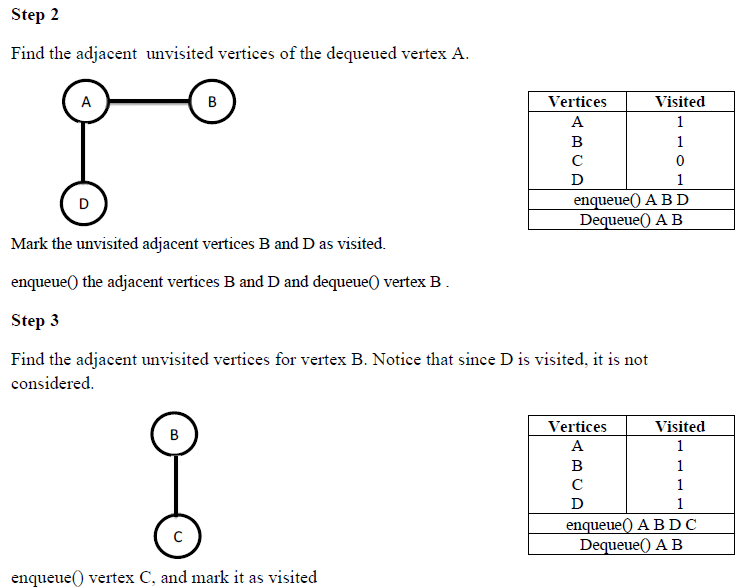 Step 2
Find the adjacent unvisited vertices of the dequeued vertex A.
A
B
D
Vertices Visited
A 1
B 1
C 0
D 1
enqueue() A B D
Dequeue() A B
Mark the unvisited adjacent vertices B and D as visited.
enqueue() the adjacent vertices B and D and dequeue() vertex B .
Step 3
Find the adjacent unvisited vertices for vertex B. Notice that since D is visited, it is not
considered.
B
C
Vertices Visited
A 1
B 1
C 1
D 1
enqueue() A B D C
Dequeue() A B
enqueue() vertex C, and mark it as visited